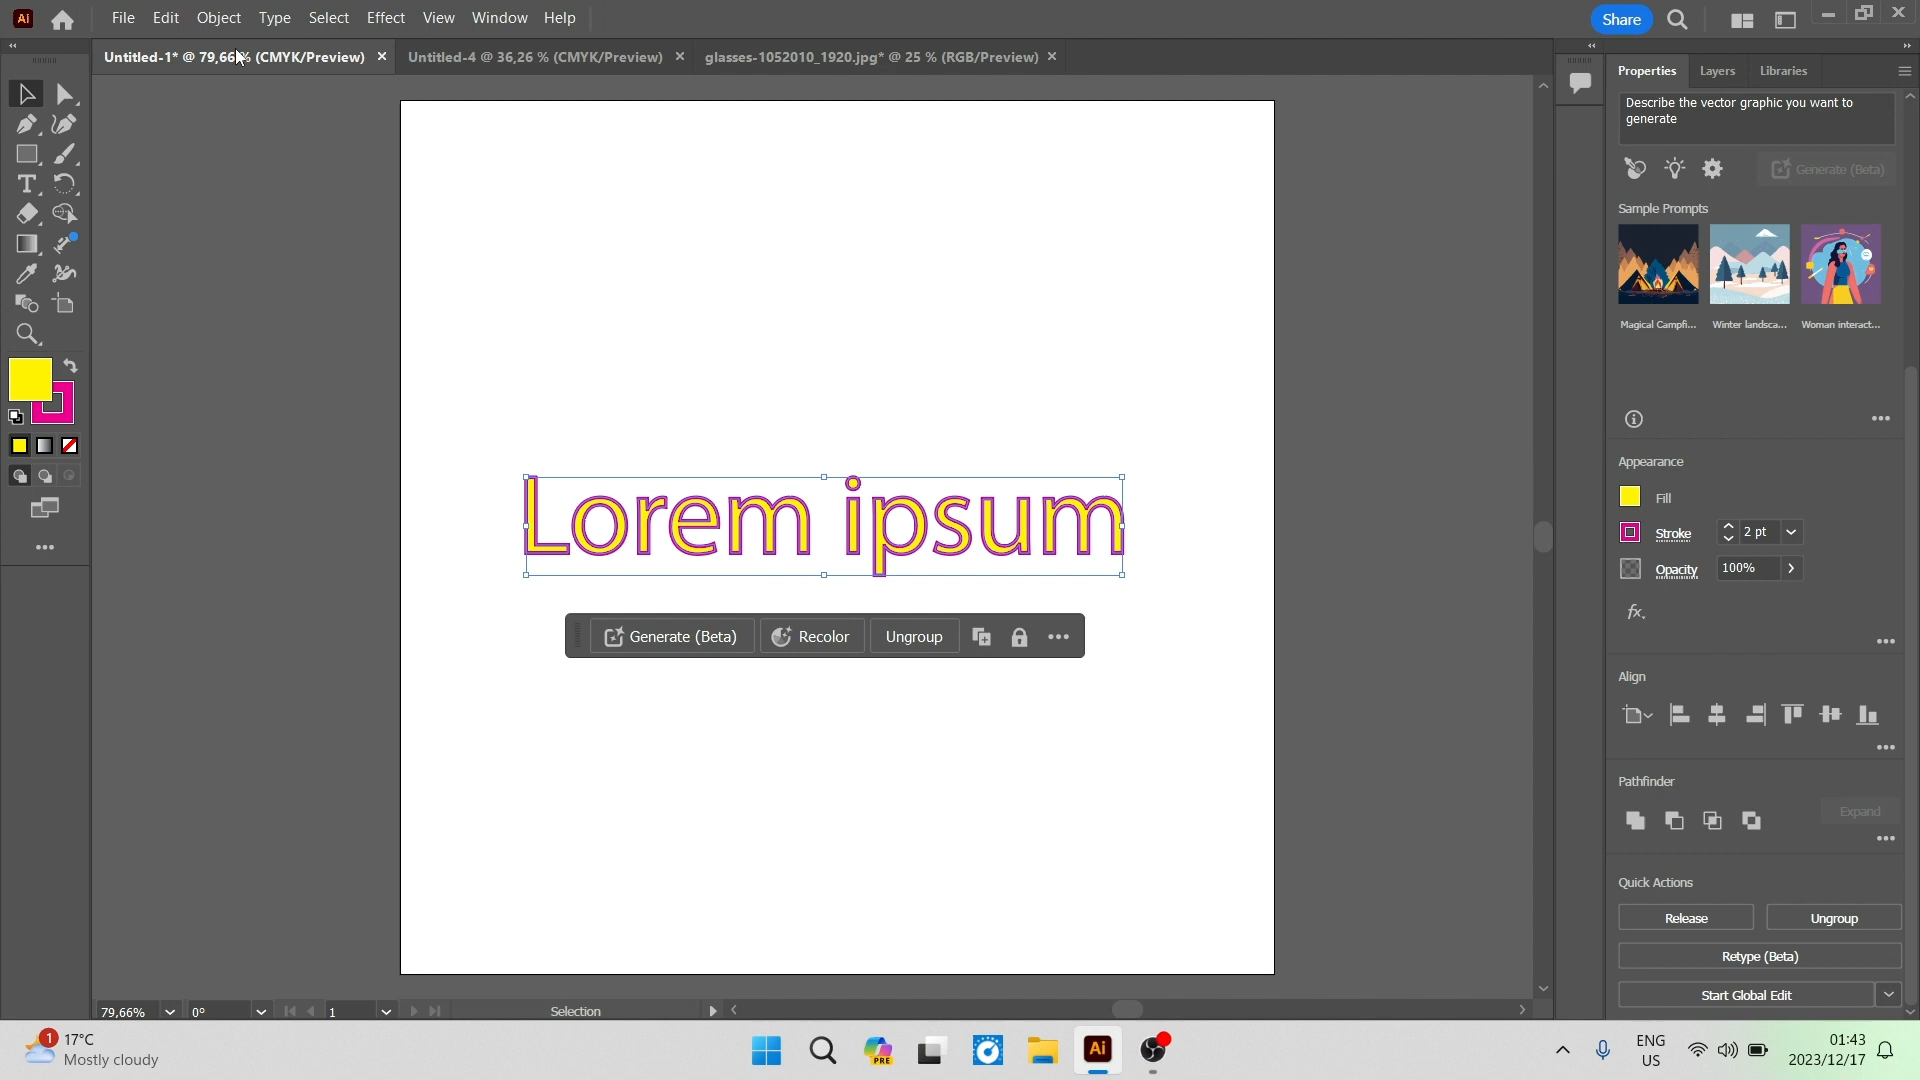 Ai File Edit Object Type Select Effect View Window Help Share
Untitled-1* @ 79,66 % (CMYK/Preview) × Untitled-4 @ 36,26 % (CMYK/Preview) × glasses-1052010_1920.jpg* @ 25 % (RGB/Preview) ×
Properties Layers Libraries
Describe the vector graphic you want to
generate
Generate (Beta)
Sample Prompts
Magical Campfi... Winter landsca... Woman interact...
Appearance
Fill
Stroke 2 pt
Opacity 100%
fx.
Lorem ipsum
Generate (Beta) Recolor Ungroup
Align
Pathfinder
Expand
Quick Actions
Release Ungroup
Retype (Beta)
Start Global Edit
79,66% 0° 1 Selection
1 17°C
Mostly cloudy
PRE
Ai
ENG
US
01:43
2023/12/17